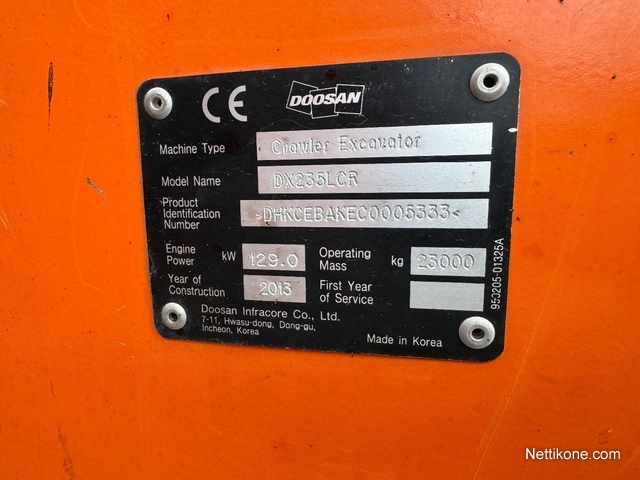 CE DOOSAN
Machine Type Crawler Excavator
Model Name DX235LCR
Product
Identification
Number >DHKCEBAKEC0005333<
Engine
Power kW 129.0 Operating
Mass kg 23000
Year of
Construction 2013 First Year
of Service
Doosan Infracore Co., Ltd.
7-11, Hwasu-dong, Dong-gu,
Incheon, Korea
Made in Korea
950205-01325A
Nettikone.com